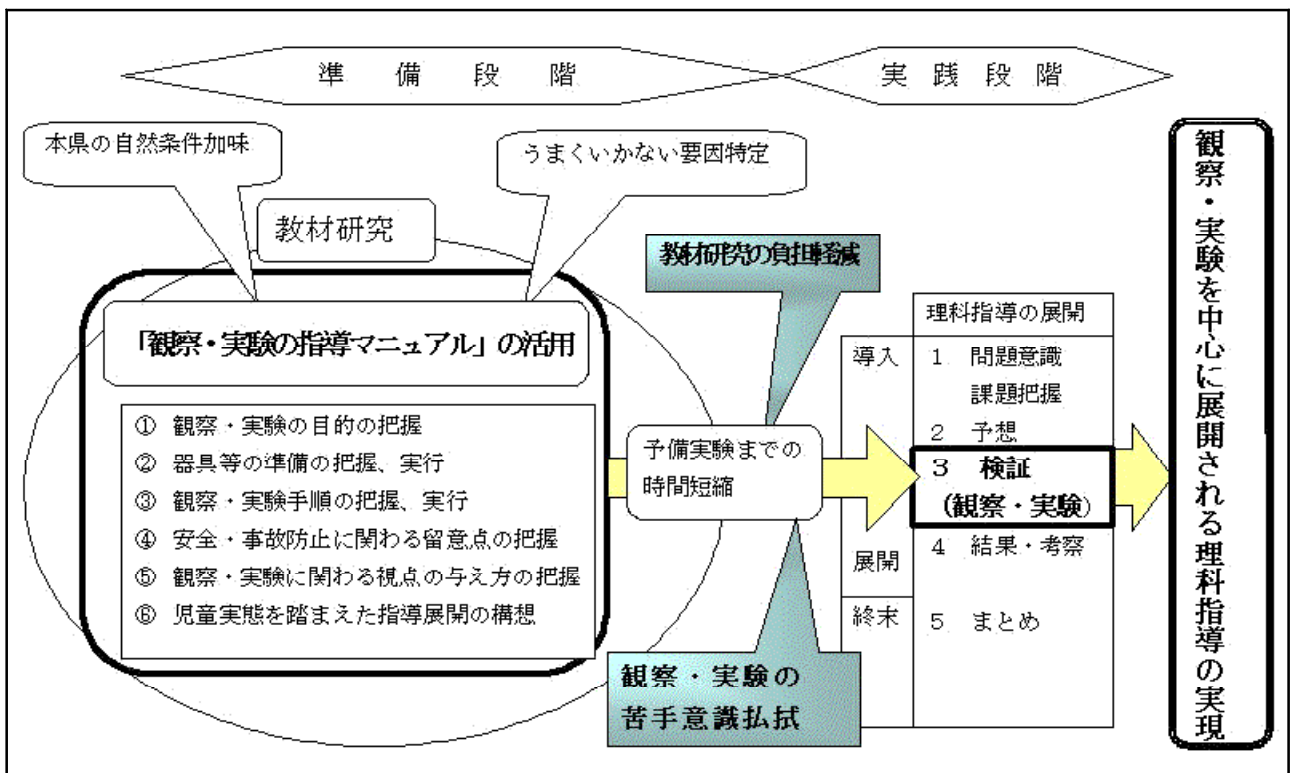 準備段階
実践段階
本県の自然条件加味
うまくいかない要因特定
教材研究
「観察・実験の指導マニュアル」の活用
① 観察・実験の目的の把握
② 器具等の準備の把握、実行
③ 観察・実験手順の把握、実行
④ 安全・事故防止に関わる留意点の把握
⑤ 観察・実験に関わる視点の与え方の把握
⑥ 児童実態を踏まえた指導展開の構想
教材研究の負担軽減
予備実験までの
時間短縮
観察・実験の
苦手意識払拭
理科指導の展開
導入
1 問題意識
課題把握
2 予想
3 検証
(観察・実験)
展開
4 結果・考察
終末
5 まとめ
観察・実験を中心に展開される理科指導の実現